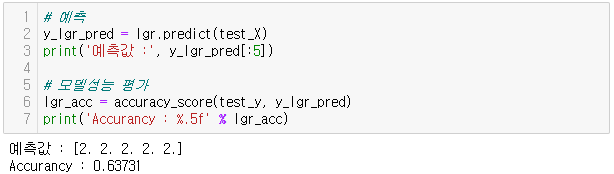 1 # 예측
2 y_lgr_pred = lgr.predict(test_X)
3 print('예측값 :', y_lgr_pred[:5])
4
5 # 모델성능 평가
6 lgr_acc = accuracy_score(test_y, y_lgr_pred)
7 print('Accurancy : %.5f' % lgr_acc)
예측값 : [2. 2. 2. 2. 2.]
Accurancy : 0.63731